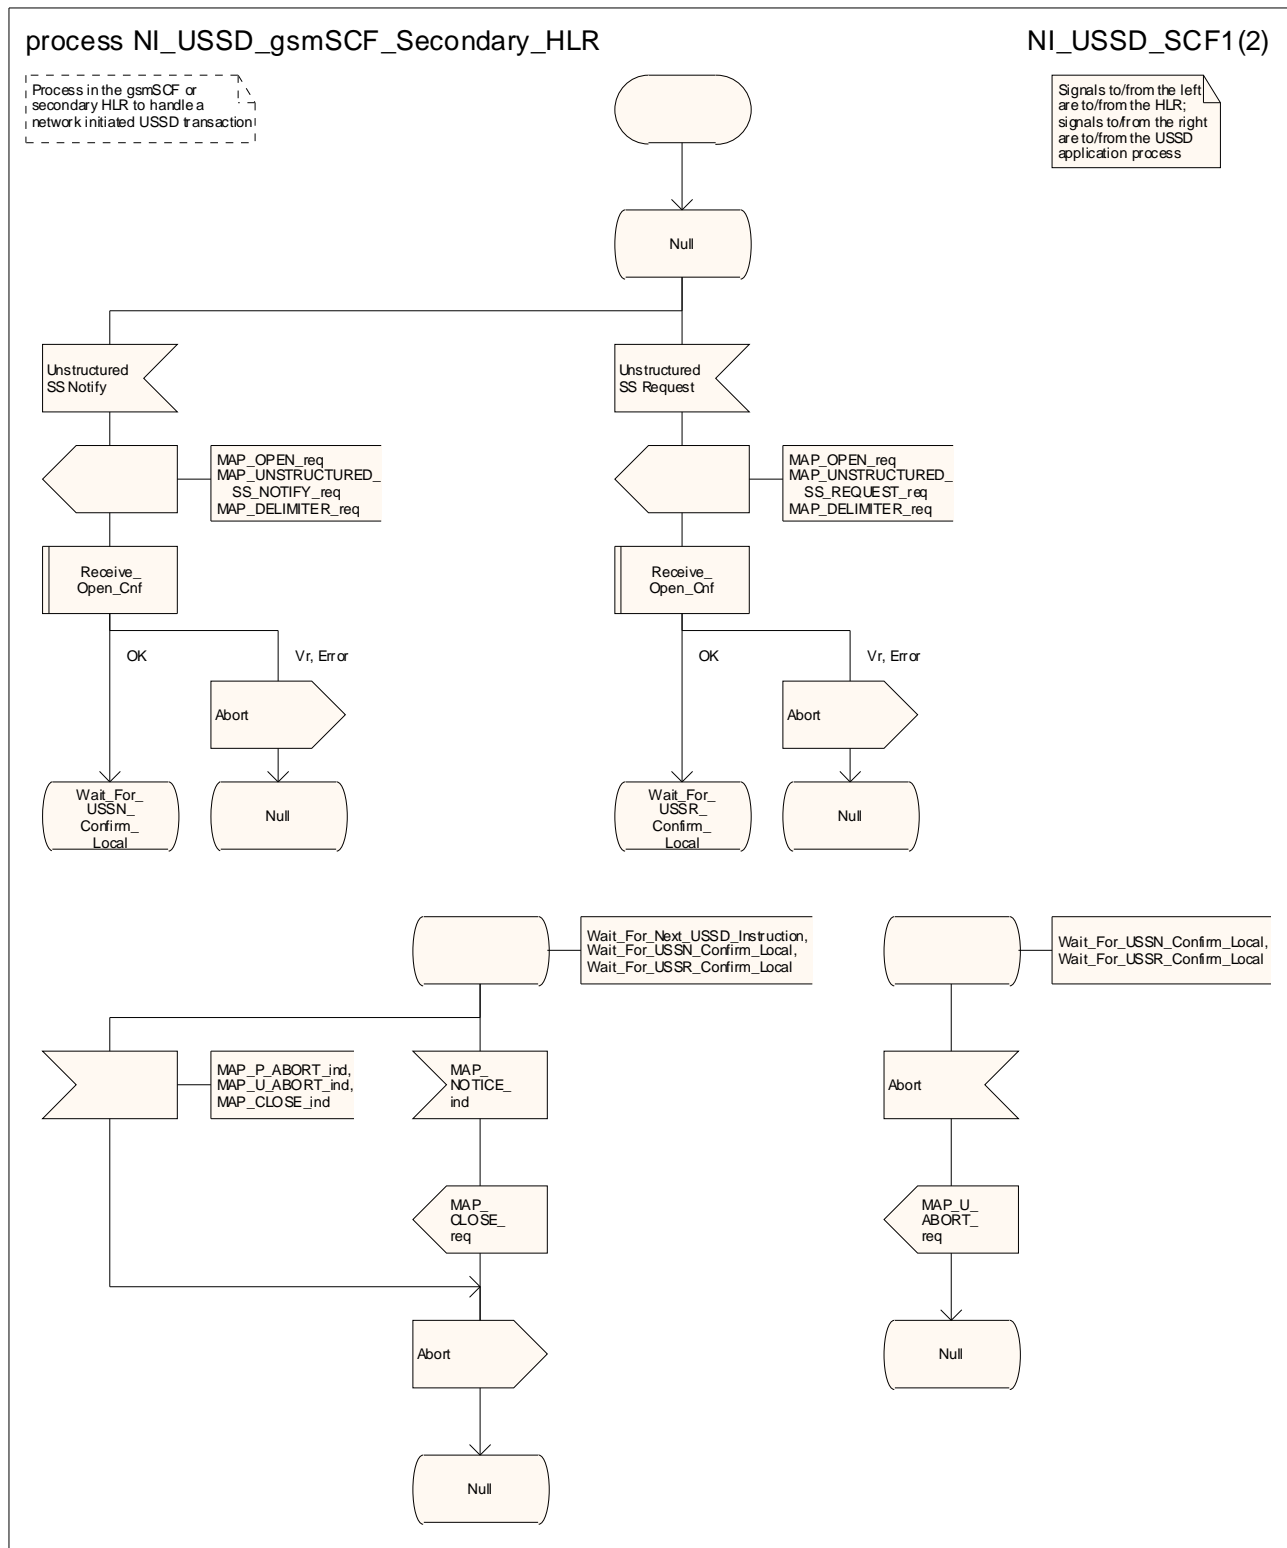 process NI_USSD_gsmSCF_Secondary_HLR
NI_USSD_SCF1(2)
Process in the gsmSCF or
secondary HLR to handle a
network initiated USSD transaction
Signals to/from the left
are to/from the HLR;
signals to/from the right
are to/from the USSD
application process
Null
Unstructured
SS Notify
Unstructured
SS Request
MAP_OPEN_req
MAP_UNSTRUCTURED_
SS_NOTIFY_req
MAP_DELIMITER_req
MAP_OPEN_req
MAP_UNSTRUCTURED_
SS_REQUEST_req
MAP_DELIMITER_req
Receive_
Open_Cnf
Receive_
Open_Cnf
OK
Vr, Error
OK
Vr, Error
Abort
Abort
Wait_For_
USSN_
Confirm_
Local
Null
Wait_For_
USSR_
Confirm_
Local
Null
Wait_For_Next_USSD_Instruction,
Wait_For_USSN_Confirm_Local,
Wait_For_USSR_Confirm_Local
Wait_For_USSN_Confirm_Local,
Wait_For_USSR_Confirm_Local
MAP_P_ABORT_ind,
MAP_U_ABORT_ind,
MAP_CLOSE_ind
MAP_
NOTICE_
ind
Abort
MAP_
CLOSE_
req
MAP_U_
ABORT_
req
Abort
Null
Null